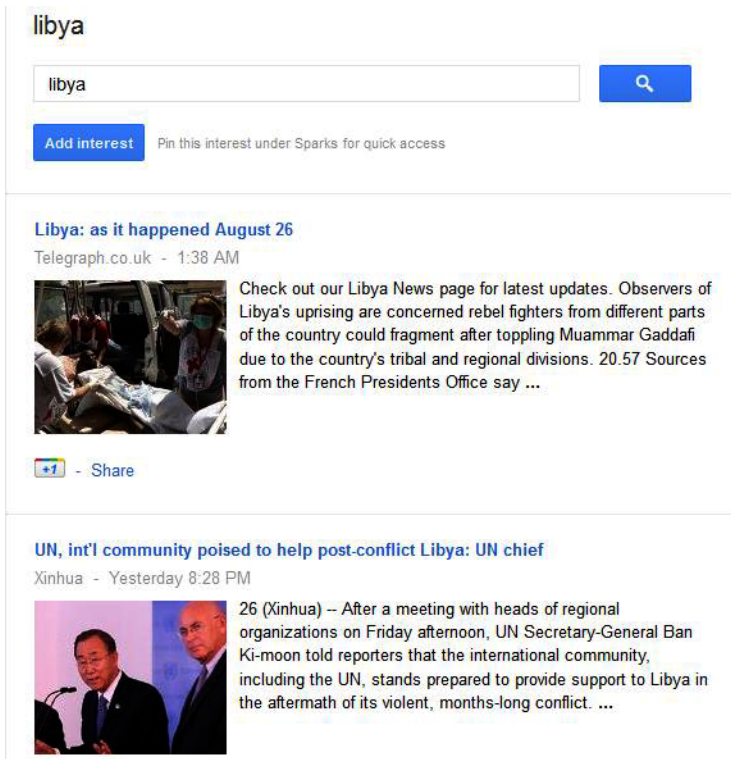 libya
libya
Add interest Pin this interest under Sparks for quick access
Libya: as it happened August 26
Telegraph.co.uk - 1:38 AM
Check out our Libya News page for latest updates. Observers of
Libya's uprising are concerned rebel fighters from different parts
of the country could fragment after toppling Muammar Gaddafi
due to the country's tribal and regional divisions. 20.57 Sources
from the French Presidents Office say ...
+1 - Share
UN, int'l community poised to help post-conflict Libya: UN chief
Xinhua - Yesterday 8:28 PM
26 (Xinhua) -- After a meeting with heads of regional
organizations on Friday afternoon, UN Secretary-General Ban
Ki-moon told reporters that the international community,
including the UN, stands prepared to provide support to Libya in
the aftermath of its violent, months-long conflict. ...